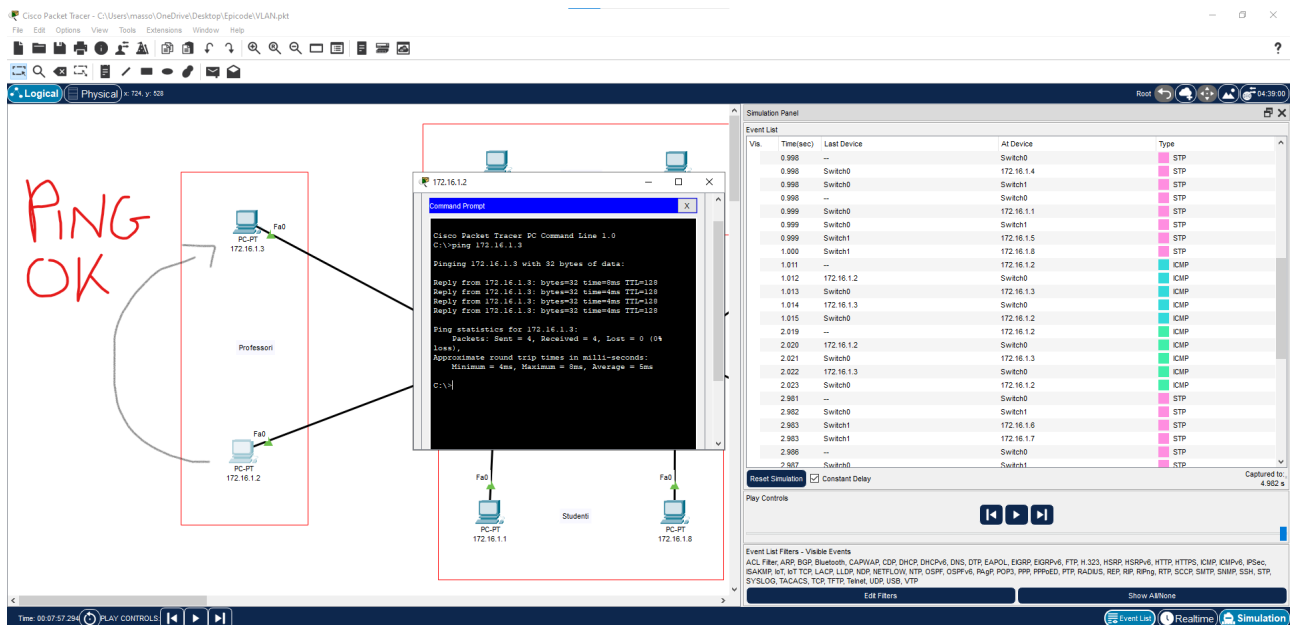 Cisco Packet Tracer - C:\Users\masso\OneDrive\Desktop\Epicode\VLAN.pkt
File Edit Options View Tools Extensions Window Help
?
Logical Physical x: 724, y: 528
Root 04:39:00
PING
OK
Fa0
PC-PT
172.16.1.3
Professori
Fa0
PC-PT
172.16.1.2
172.16.1.2
Command Prompt X
Cisco Packet Tracer PC Command Line 1.0
C:\>ping 172.16.1.3
Pinging 172.16.1.3 with 32 bytes of data:
Reply from 172.16.1.3: bytes=32 time=8ms TTL=128
Reply from 172.16.1.3: bytes=32 time=4ms TTL=128
Reply from 172.16.1.3: bytes=32 time=4ms TTL=128
Reply from 172.16.1.3: bytes=32 time=4ms TTL=128
Ping statistics for 172.16.1.3:
Packets: Sent = 4, Received = 4, Lost = 0 (0%
loss),
Approximate round trip times in milli-seconds:
Minimum = 4ms, Maximum = 8ms, Average = 5ms
C:\>
Fa0
PC-PT
172.16.1.1
Studenti
Fa0
PC-PT
172.16.1.8
Simulation Panel
Event List
Vis. Time(sec) Last Device At Device Type
0.998 -- Switch0 STP
0.998 Switch0 172.16.1.4 STP
0.998 Switch0 Switch1 STP
0.998 -- Switch0 STP
0.999 Switch0 172.16.1.1 STP
0.999 Switch0 Switch1 STP
0.999 Switch1 172.16.1.5 STP
1.000 Switch1 172.16.1.8 STP
1.011 -- 172.16.1.2 ICMP
1.012 172.16.1.2 Switch0 ICMP
1.013 Switch0 172.16.1.3 ICMP
1.014 172.16.1.3 Switch0 ICMP
1.015 Switch0 172.16.1.2 ICMP
2.019 -- 172.16.1.2 ICMP
2.020 172.16.1.2 Switch0 ICMP
2.021 Switch0 172.16.1.3 ICMP
2.022 172.16.1.3 Switch0 ICMP
2.023 Switch0 172.16.1.2 ICMP
2.981 -- Switch0 STP
2.982 Switch0 Switch1 STP
2.983 Switch1 172.16.1.6 STP
2.983 Switch1 172.16.1.7 STP
2.986 -- Switch0 STP
2.987 Switch0 Switch1 STP
Reset Simulation Constant Delay Captured to:
4.982 s
Play Controls
Event List Filters - Visible Events
ACL Filter, ARP, BGP, Bluetooth, CAPWAP, CDP, DHCP, DHCPv6, DNS, DTP, EAPOL, EIGRP, EIGRPv6, FTP, H.323, HSRP, HSRPv6, HTTP, HTTPS, ICMP, ICMPv6, IPSec,
ISAKMP, IoT, IoT TCP, LACP, LLDP, NDP, NETFLOW, NTP, OSPF, OSPFv6, PAgP, POP3, PPP, PPPoED, PTP, RADIUS, REP, RIP, RIPng, RTP, SCCP, SMTP, SNMP, SSH, STP,
SYSLOG, TACACS, TCP, TFTP, Telnet, UDP, USB, VTP
Edit Filters Show All/None
Time: 00:07:57.294 PLAY CONTROLS: Event List Realtime Simulation